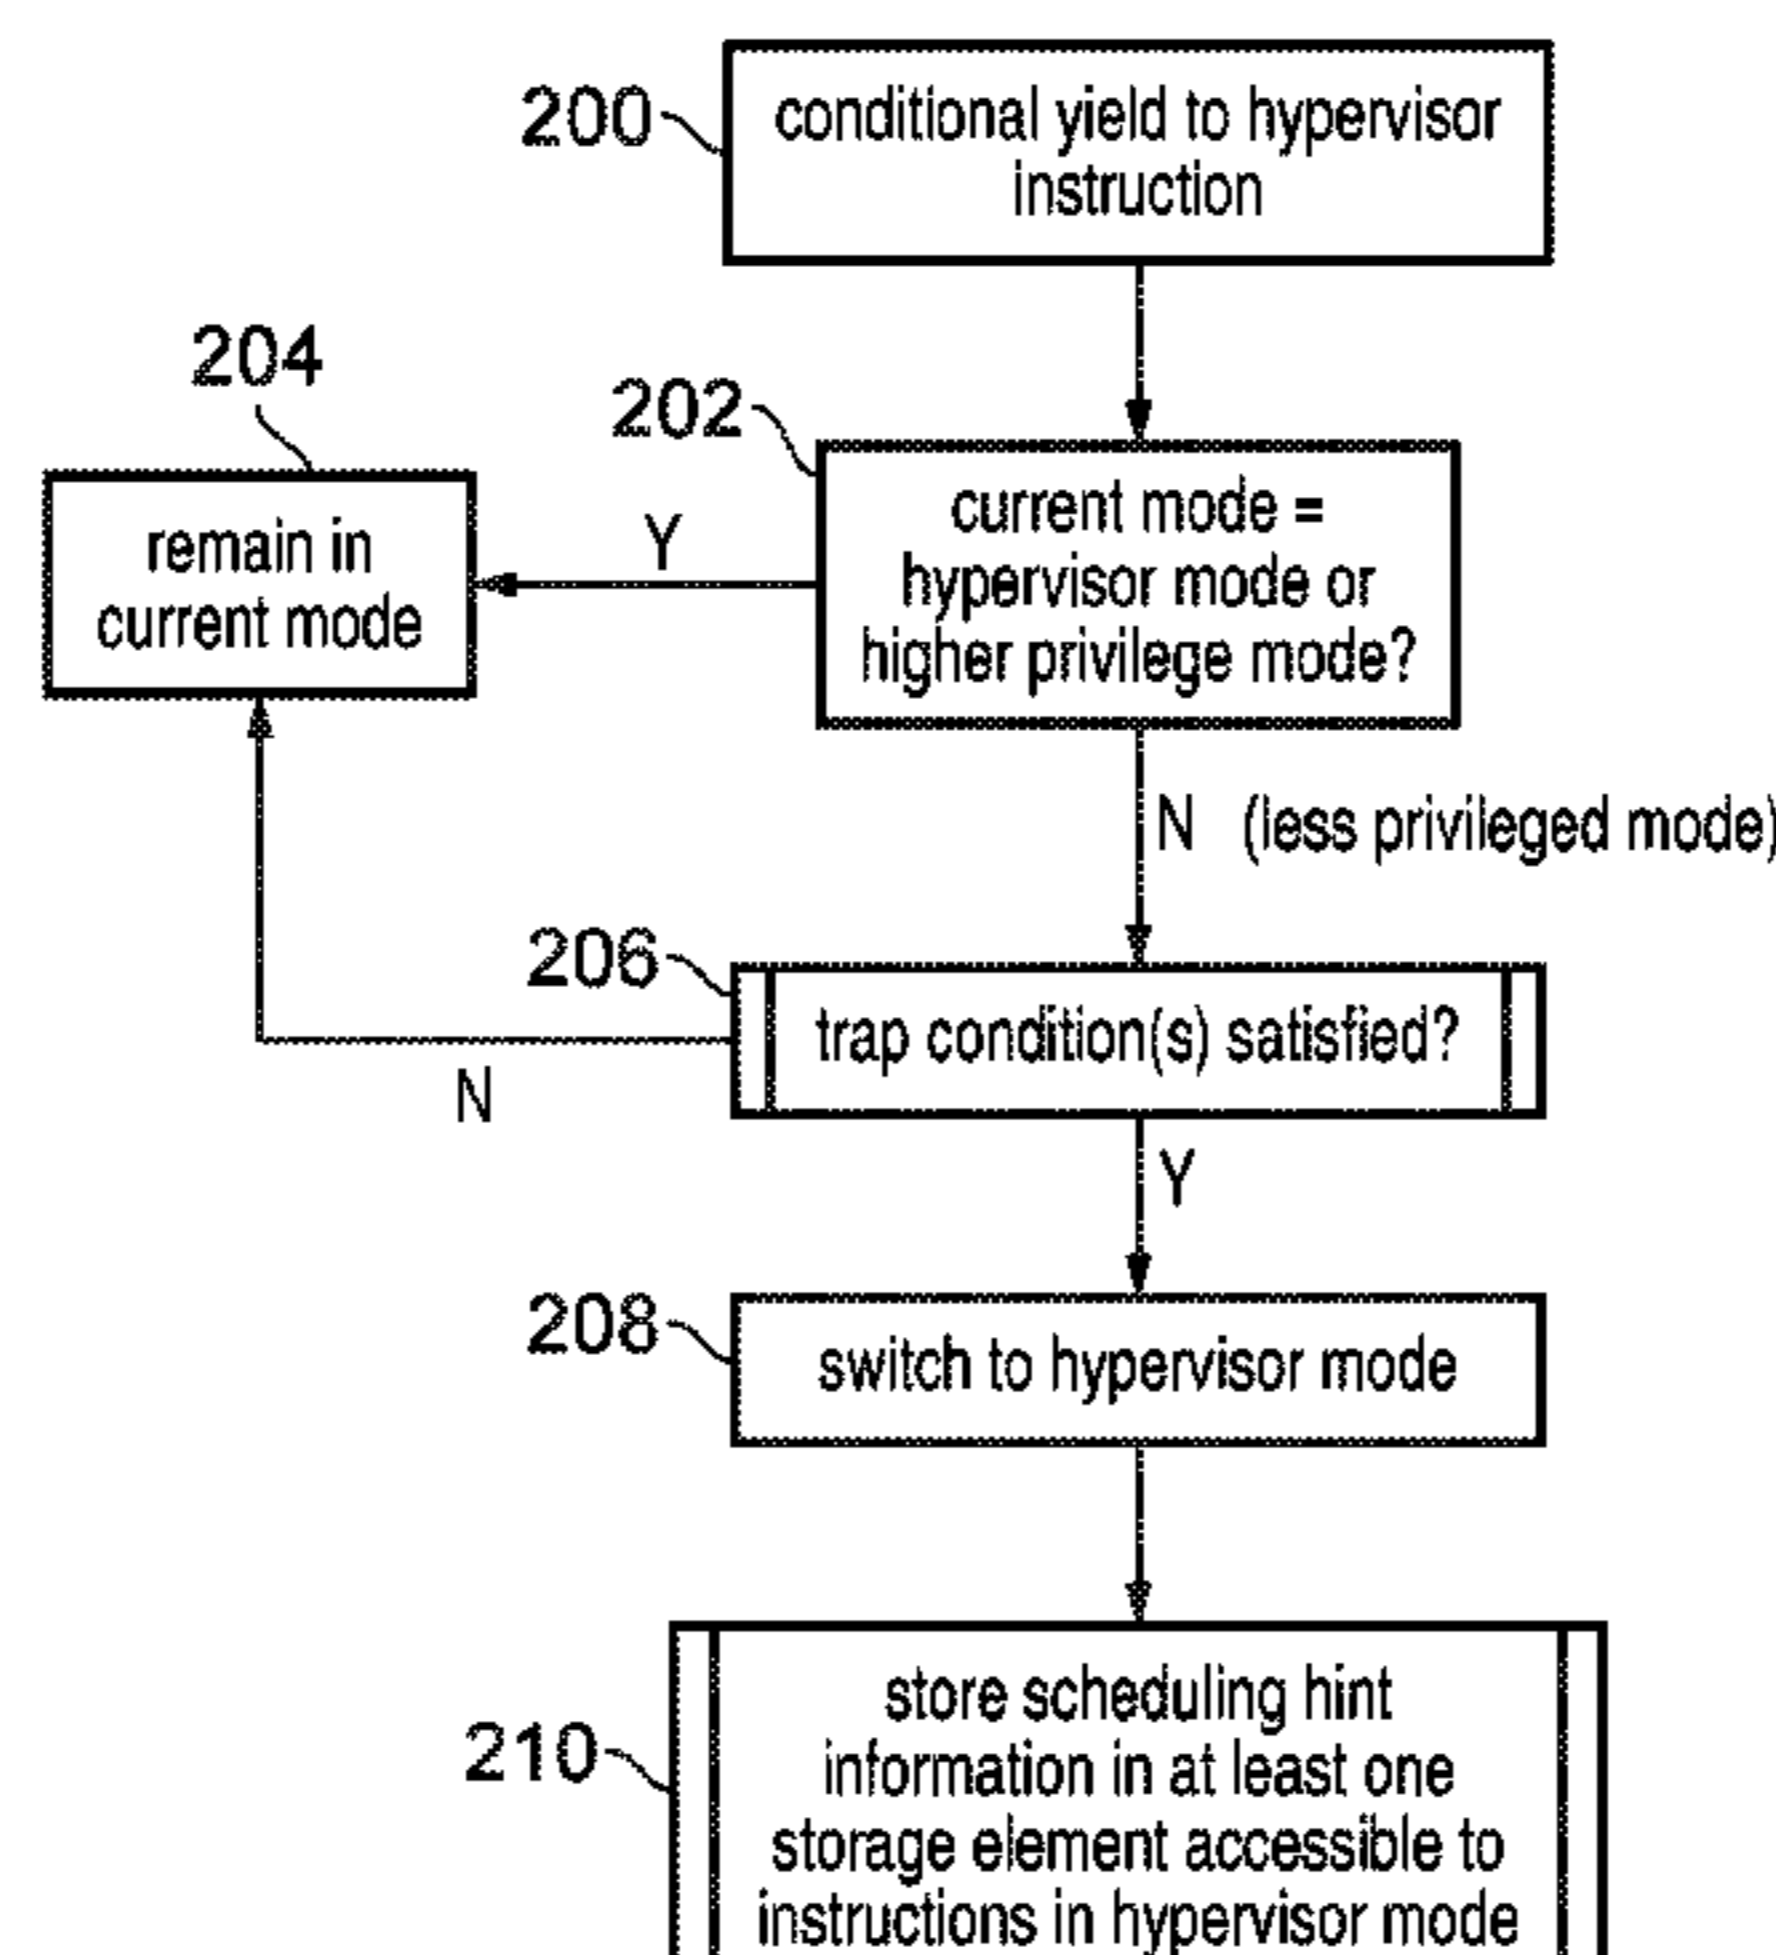 200
conditional yield to hypervisor
instruction
204
202
remain in
current mode
Y
current mode =
hypervisor mode or
higher privilege mode?
N (less privileged mode)
206
trap condition(s) satisfied?
N
Y
208
switch to hypervisor mode
210
store scheduling hint
information in at least one
storage element accessible to
instructions in hypervisor mode